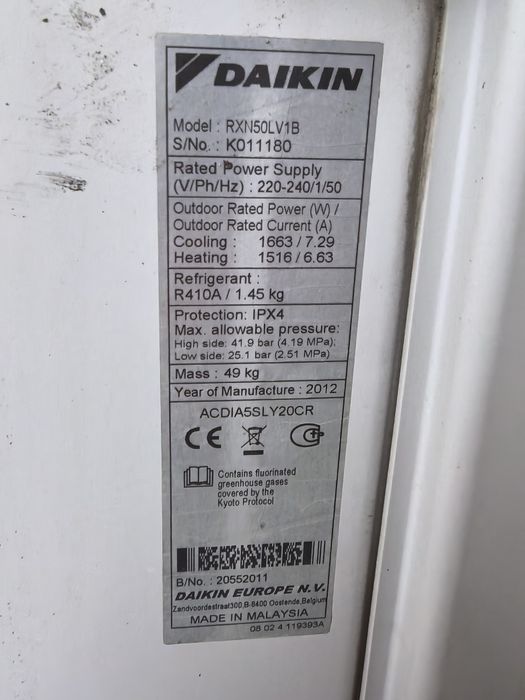 DAIKIN
Model : RXN50LV1B
S/No. : K011180
Rated Power Supply
(V/Ph/Hz) : 220-240/1/50
Outdoor Rated Power (W) /
Outdoor Rated Current (A)
Cooling : 1663 / 7.29
Heating : 1516 / 6.63
Refrigerant :
R410A / 1.45 kg
Protection: IPX4
Max. allowable pressure:
High side: 41.9 bar (4.19 MPa);
Low side: 25.1 bar (2.51 MPa)
Mass : 49 kg
Year of Manufacture : 2012
ACDIA5SLY20CR
CE
Contains fluorinated
greenhouse gases
covered by the
Kyoto Protocol
B/No. : 20552011
DAIKIN EUROPE N.V.
Zandvoordestraat300,B-8400 Oostende,Belgium
MADE IN MALAYSIA
08 02 4 119393A